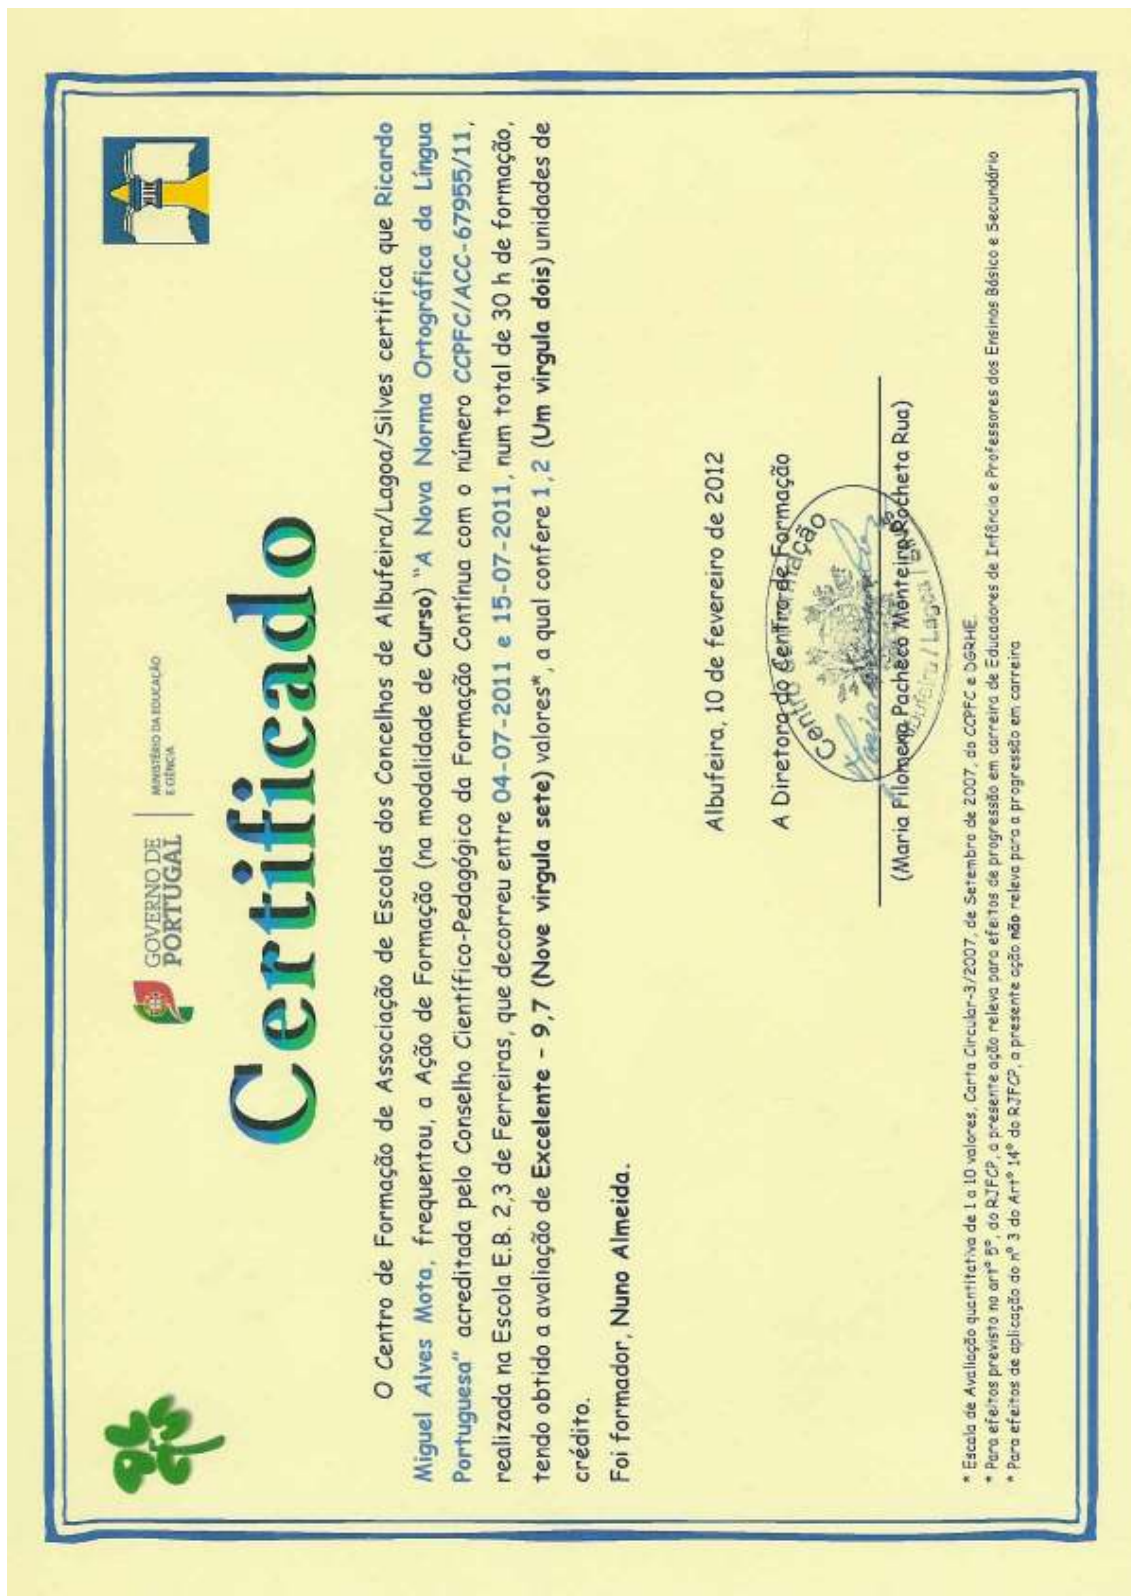 GOVERNO DE
PORTUGAL
MINISTÉRIO DA EDUCAÇÃO
E CIÊNCIA
Certificado
O Centro de Formação de Associação de Escolas dos Concelhos de Albufeira/Lagoa/Silves certifica que Ricardo
Miguel Alves Mota, frequentou, a Ação de Formação (na modalidade de Curso) "A Nova Norma Ortográfica da Língua
Portuguesa" acreditada pelo Conselho Científico-Pedagógico da Formação Contínua com o número CCPFC/ACC-67955/11,
realizada na Escola E.B. 2,3 de Ferreiras, que decorreu entre 04-07-2011 e 15-07-2011, num total de 30 h de formação,
tendo obtido a avaliação de Excelente - 9,7 (Nove virgula sete) valores*, a qual confere 1,2 (Um virgula dois) unidades de
crédito.
Foi formador, Nuno Almeida.
Albufeira, 10 de fevereiro de 2012
A Diretora do Centro de Formação
Centro de Formação
Albufeira / Lagoa /
(Maria Filomena Pacheco Monteiro Rocheta Rua)
* Escala de Avaliação quantitativa de 1 a 10 valores, Carta Circular-3/2007, de Setembro de 2007, do CCPFC e DGRHE.
* Para efeitos previsto no artº 5º, do RJFCP, a presente ação releva para efeitos de progressão em carreira de Educadores de Infância e Professores dos Ensinos Básico e Secundário
* Para efeitos de aplicação do nº 3 do Artº 14º do RJFCP, a presente ação não releva para a progressão em carreira